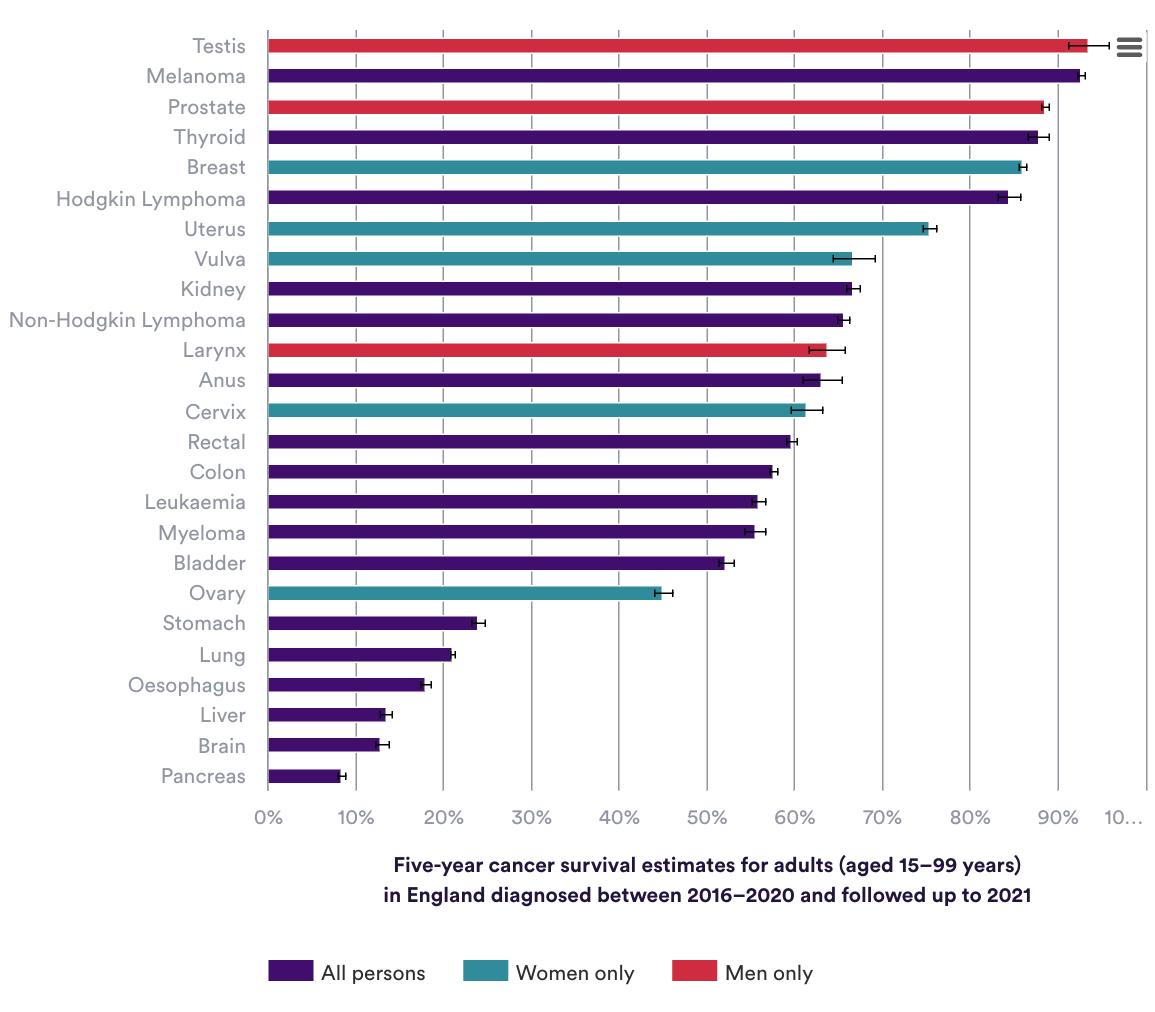 Testis
Melanoma
Prostate
Thyroid
Breast
Hodgkin Lymphoma
Uterus
Vulva
Kidney
Non-Hodgkin Lymphoma
Larynx
Anus
Cervix
Rectal
Colon
Leukaemia
Myeloma
Bladder
Ovary
Stomach
Lung
Oesophagus
Liver
Brain
Pancreas
0% 10% 20% 30% 40% 50% 60% 70% 80% 90% 10...
Five-year cancer survival estimates for adults (aged 15–99 years)
in England diagnosed between 2016–2020 and followed up to 2021
All persons Women only Men only